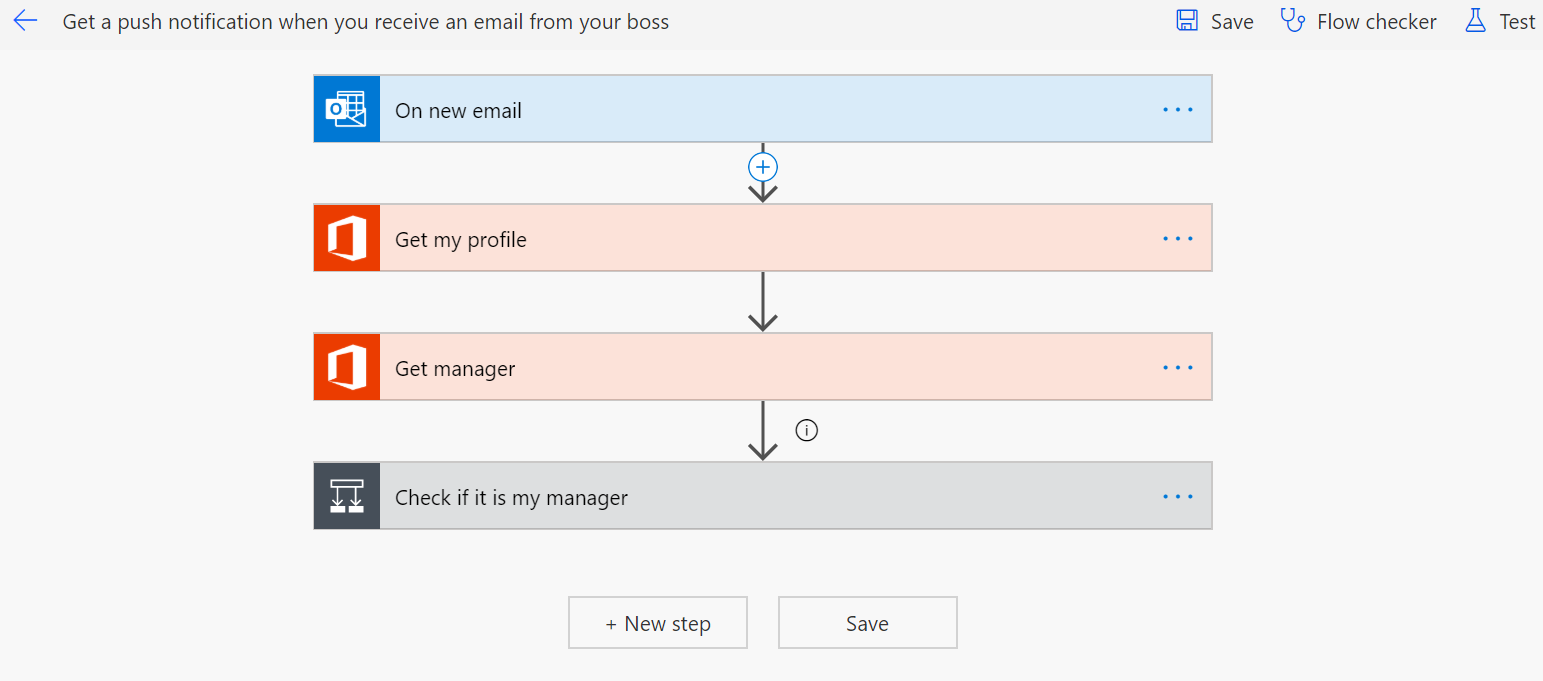 Get a push notification when you receive an email from your boss
Save
Flow checker
Test
On new email
Get my profile
Get manager
Check if it is my manager
+ New step
Save